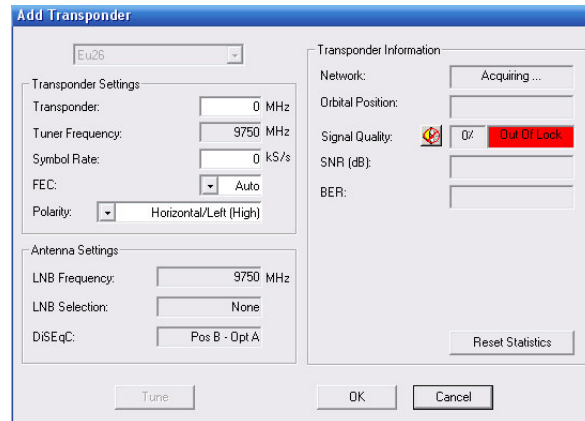 Add Transponder
Eu26
Transponder Settings
Transponder: 0 MHz
Tuner Frequency: 9750 MHz
Symbol Rate: 0 kS/s
FEC: Auto
Polarity: Horizontal/Left (High)
Antenna Settings
LNB Frequency: 9750 MHz
LNB Selection: None
DiSEqC: Pos B - Opt A
Transponder Information
Network: Acquiring ...
Orbital Position:
Signal Quality: 0% Out Of Lock
SNR (dB):
BER:
Reset Statistics
Tune
OK
Cancel